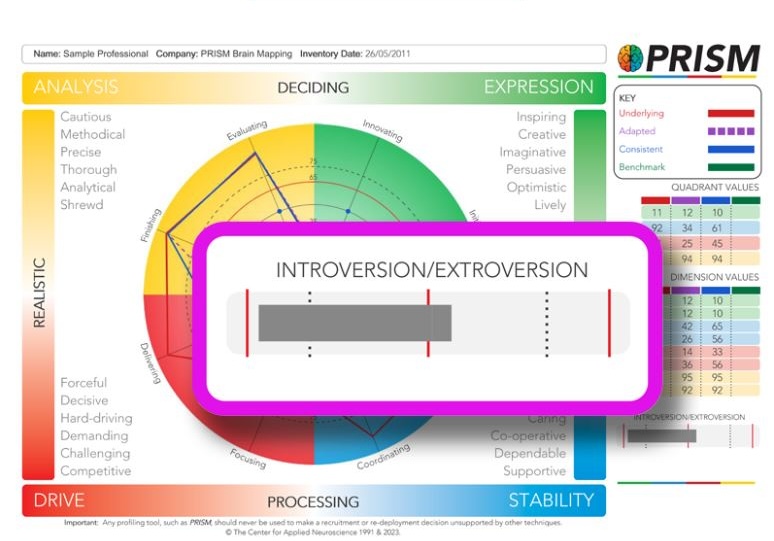 Name: Sample Professional Company: PRISM Brain Mapping Inventory Date: 26/05/2011
PRISM
ANALYSIS
DECIDING
EXPRESSION
Cautious
Methodical
Precise
Thorough
Analytical
Shrewd
Inspiring
Creative
Imaginative
Persuasive
Optimistic
Lively
KEY
Underlying
Adapted
Consistent
Benchmark
Evaluating
Innovating
75
65
Finishing
REALISTIC
INTROVERSION/EXTROVERSION
QUADRANT VALUES
11 12 10
92 34 61
25 45
94 94
DIMENSION VALUES
12 10
12 10
42 65
26 56
14 33
36 56
95 95
92 92
INTROVERSION/EXTROVERSION
Delivering
Focusing
Coordinating
Forceful
Decisive
Hard-driving
Demanding
Challenging
Competitive
Caring
Co-operative
Dependable
Supportive
DRIVE
PROCESSING
STABILITY
Important: Any profiling tool, such as PRISM, should never be used to make a recruitment or re-deployment decision unsupported by other techniques.
© The Center for Applied Neuroscience 1991 & 2023.